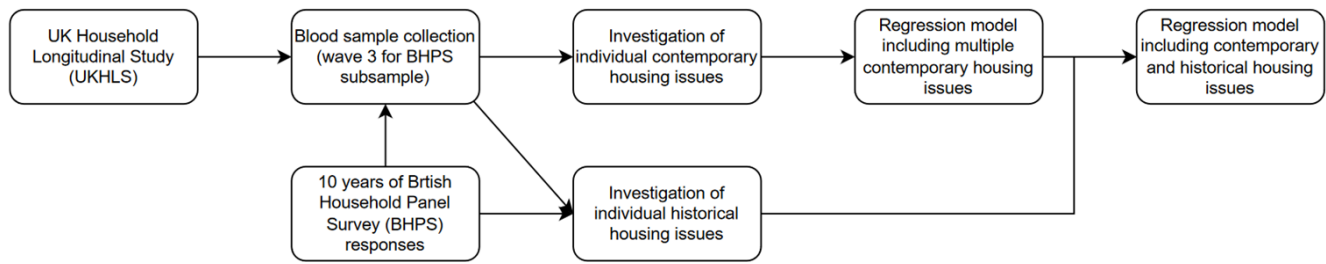 UK Household
Longitudinal Study
(UKHLS)
Blood sample collection
(wave 3 for BHPS
subsample)
Investigation of
individual contemporary
housing issues
Regression model
including multiple
contemporary housing
issues
Regression model
including contemporary
and historical housing
issues
10 years of Brtish
Household Panel
Survey (BHPS)
responses
Investigation of
individual historical
housing issues